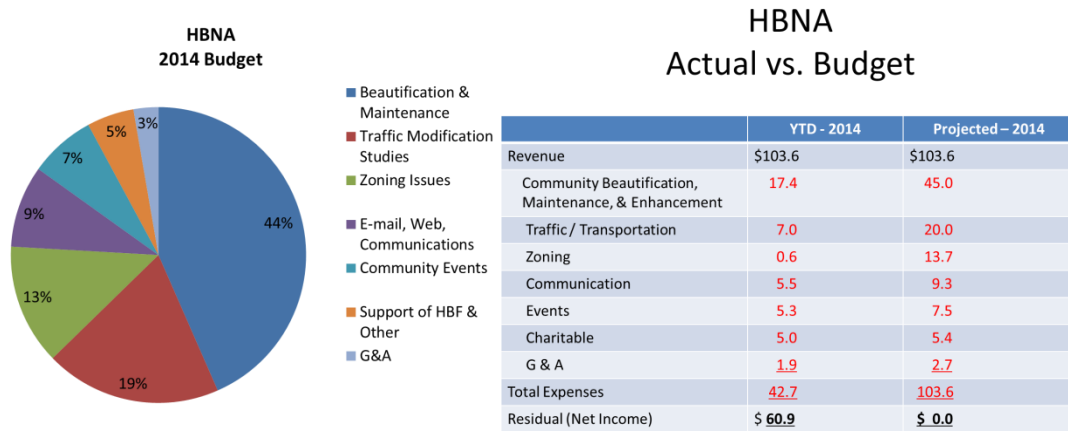 HBNA
2014 Budget
3%
5%
7%
9%
13%
19%
44%
Beautification &
Maintenance
Traffic Modification
Studies
Zoning Issues
E-mail, Web,
Communications
Community Events
Support of HBF &
Other
G&A
HBNA
Actual vs. Budget
YTD - 2014 Projected – 2014
Revenue $103.6 $103.6
Community Beautification,
Maintenance, & Enhancement 17.4 45.0
Traffic / Transportation 7.0 20.0
Zoning 0.6 13.7
Communication 5.5 9.3
Events 5.3 7.5
Charitable 5.0 5.4
G & A 1.9 2.7
Total Expenses 42.7 103.6
Residual (Net Income) $ 60.9 $ 0.0